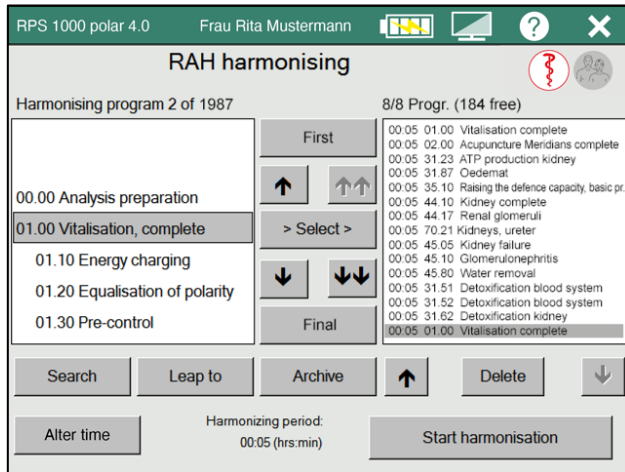 RPS 1000 polar 4.0 Frau Rita Mustermann ?
RAH harmonising
Harmonising program 2 of 1987
8/8 Progr. (184 free)
00.00 Analysis preparation
01.00 Vitalisation, complete
01.10 Energy charging
01.20 Equalisation of polarity
01.30 Pre-control
First
> Select >
Final
00:05 01.00 Vitalisation complete
00:05 02.00 Acupuncture Meridians complete
00:05 31.23 ATP production kidney
00:05 31.87 Oedemat
00:05 35.10 Raising the defence capacity, basic pr.
00:05 44.10 Kidney complete
00:05 44.17 Renal glomeruli
00:05 70.21 Kidneys, ureter
00:05 45.05 Kidney failure
00:05 45.10 Glomerulonephritis
00:05 45.80 Water removal
00:05 31.51 Detoxification blood system
00:05 31.52 Detoxification blood system
00:05 31.62 Detoxification kidney
00:05 01.00 Vitalisation complete
Search Leap to Archive Delete
Alter time
Harmonizing period:
00:05 (hrs:min)
Start harmonisation